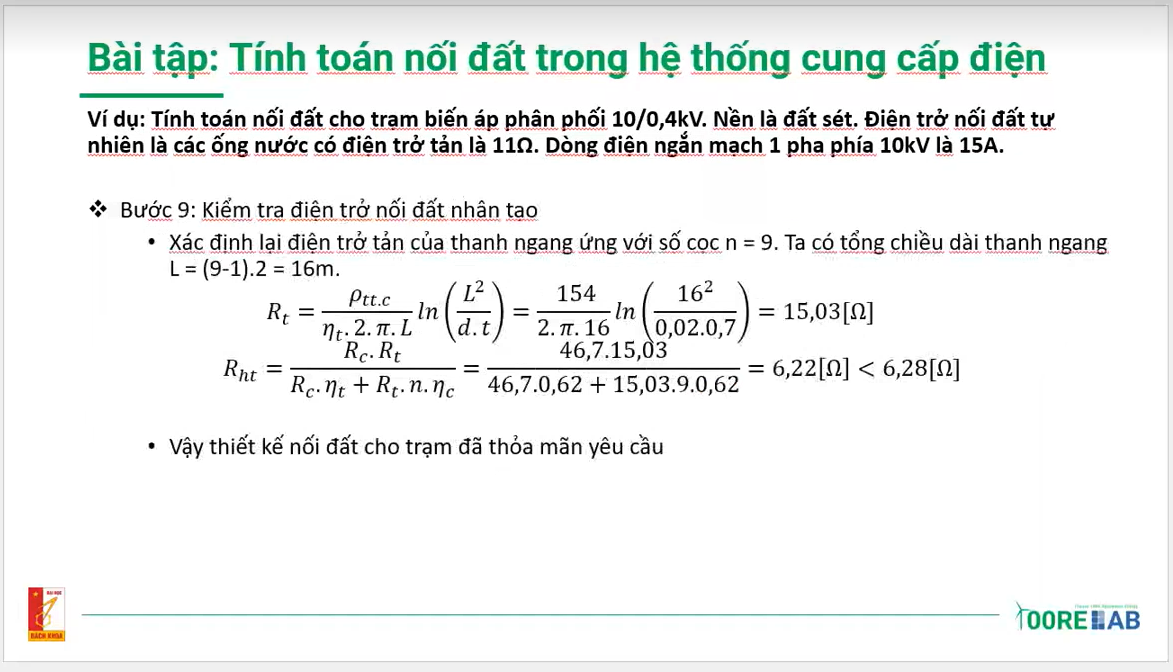 Bài tập: Tính toán nối đất trong hệ thống cung cấp điện
Ví dụ: Tính toán nối đất cho trạm biến áp phân phối 10/0,4kV. Nền là đất sét. Điện trở nối đất tự
nhiên là các ống nước có điện trở tản là 11Ω. Dòng điện ngắn mạch 1 pha phía 10kV là 15A.
❖ Bước 9: Kiểm tra điện trở nối đất nhân tạo
• Xác định lại điện trở tản của thanh ngang ứng với số cọc n = 9. Ta có tổng chiều dài thanh ngang
L = (9-1).2 = 16m.
R_t = ρ_tt.c / (η_t.2.π.L) ln(L²/(d.t)) = 154/(2.π.16) ln(16²/(0,02.0,7)) = 15,03[Ω]
R_ht = R_c.R_t / (R_c.η_t + R_t.n.η_c) = 46,7.15,03 / (46,7.0,62 + 15,03.9.0,62) = 6,22[Ω] < 6,28[Ω]
• Vậy thiết kế nối đất cho trạm đã thỏa mãn yêu cầu
ĐẠI HỌC
BÁCH KHOA
OORE LAB